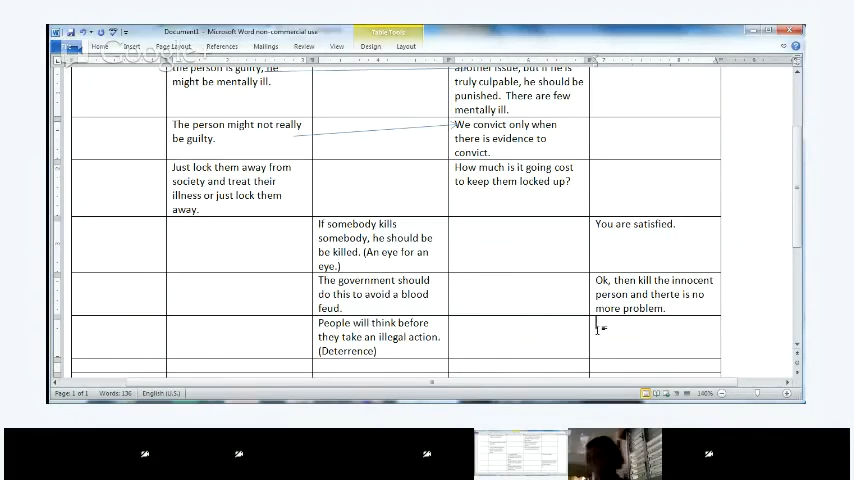 Document1 - Microsoft Word non-commercial use
Table Tools
File
Home
Insert
Page Layout
References
Mailings
Review
View
Design
Layout
the person is guilty, he
might be mentally ill.
another issue, but if he is
truly culpable, he should be
punished. There are few
mentally ill.
The person might not really
be guilty.
We convict only when
there is evidence to
convict.
Just lock them away from
society and treat their
illness or just lock them
away.
How much is it going cost
to keep them locked up?
If somebody kills
somebody, he should be
be killed. (An eye for an
eye.)
You are satisfied.
The government should
do this to avoid a blood
feud.
Ok, then kill the innocent
person and therte is no
more problem.
People will think before
they take an illegal action.
(Deterrence)
Page: 1 of 1
Words: 136
English (U.S.)
140%